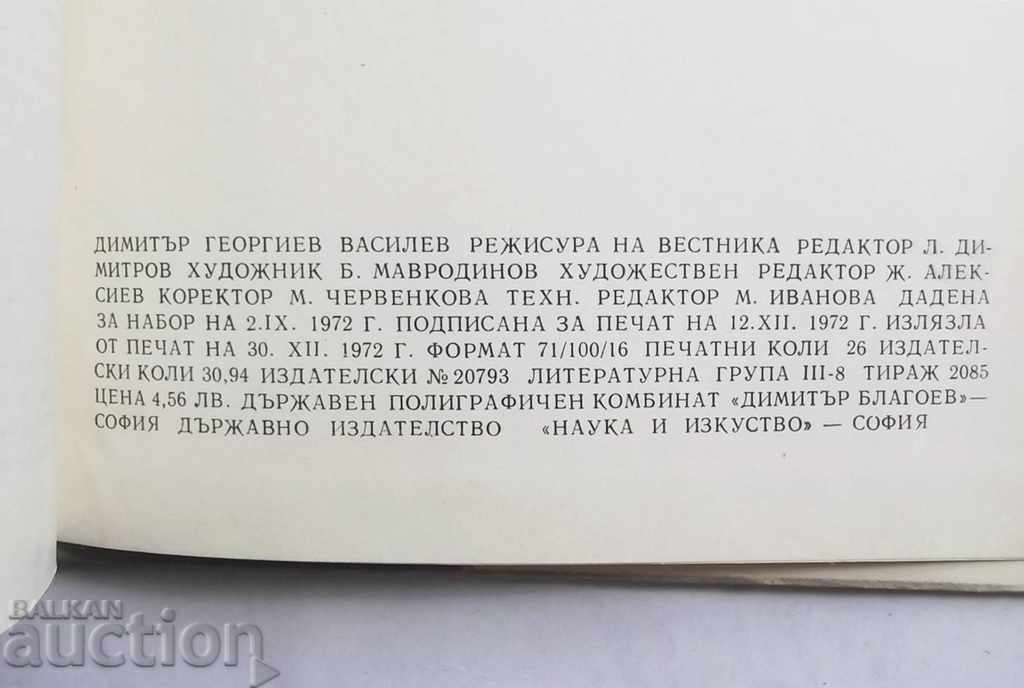 ДИМИТЪР ГЕОРГИЕВ ВАСИЛЕВ РЕЖИСУРА НА ВЕСТНИКА РЕДАКТОР Л. ДИ-
МИТРОВ ХУДОЖНИК Б. МАВРОДИНОВ ХУДОЖЕСТВЕН РЕДАКТОР Ж. АЛЕК-
СИЕВ КОРЕКТОР М. ЧЕРВЕНКОВА ТЕХН. РЕДАКТОР М. ИВАНОВА ДАДЕНА
ЗА НАБОР НА 2.IX. 1972 Г. ПОДПИСАНА ЗА ПЕЧАТ НА 12.XII. 1972 Г. ИЗЛЯЗЛА
ОТ ПЕЧАТ НА 30. XII. 1972 Г. ФОРМАТ 71/100/16 ПЕЧАТНИ КОЛИ 26 ИЗДАТЕЛ-
СКИ КОЛИ 30,94 ИЗДАТЕЛСКИ № 20793 ЛИТЕРАТУРНА ГРУПА III-8 ТИРАЖ 2085
ЦЕНА 4,56 ЛВ. ДЪРЖАВЕН ПОЛИГРАФИЧЕН КОМБИНАТ «ДИМИТЪР БЛАГОЕВ»—
СОФИЯ ДЪРЖАВНО ИЗДАТЕЛСТВО «НАУКА И ИЗКУСТВО» — СОФИЯ
BALKAN
auction